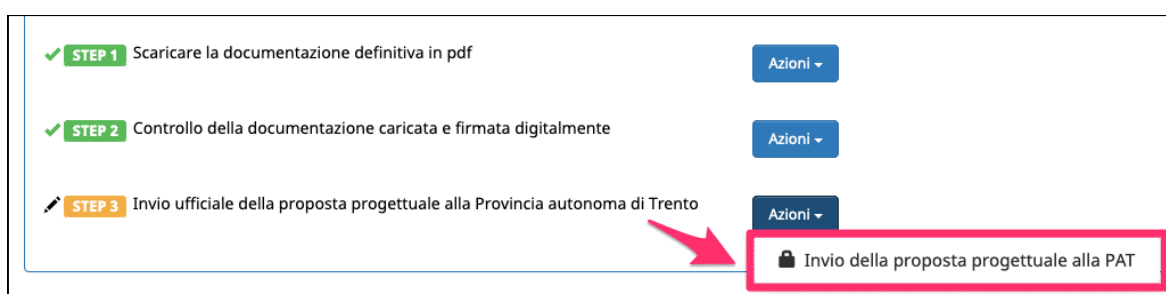 STEP 1 Scaricare la documentazione definitiva in pdf
Azioni
STEP 2 Controllo della documentazione caricata e firmata digitalmente
Azioni
STEP 3 Invio ufficiale della proposta progettuale alla Provincia autonoma di Trento
Azioni
Invio della proposta progettuale alla PAT